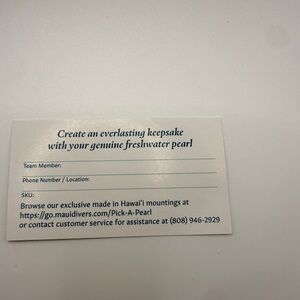 Create an everlasting keepsake
with your genuine freshwater pearl
Team Member:
Phone Number / Location:
SKU:
Browse our exclusive made in Hawai'i mountings at
https://go.mauidivers.com/Pick-A-Pearl
or contact customer service for assistance at (808) 946-2929